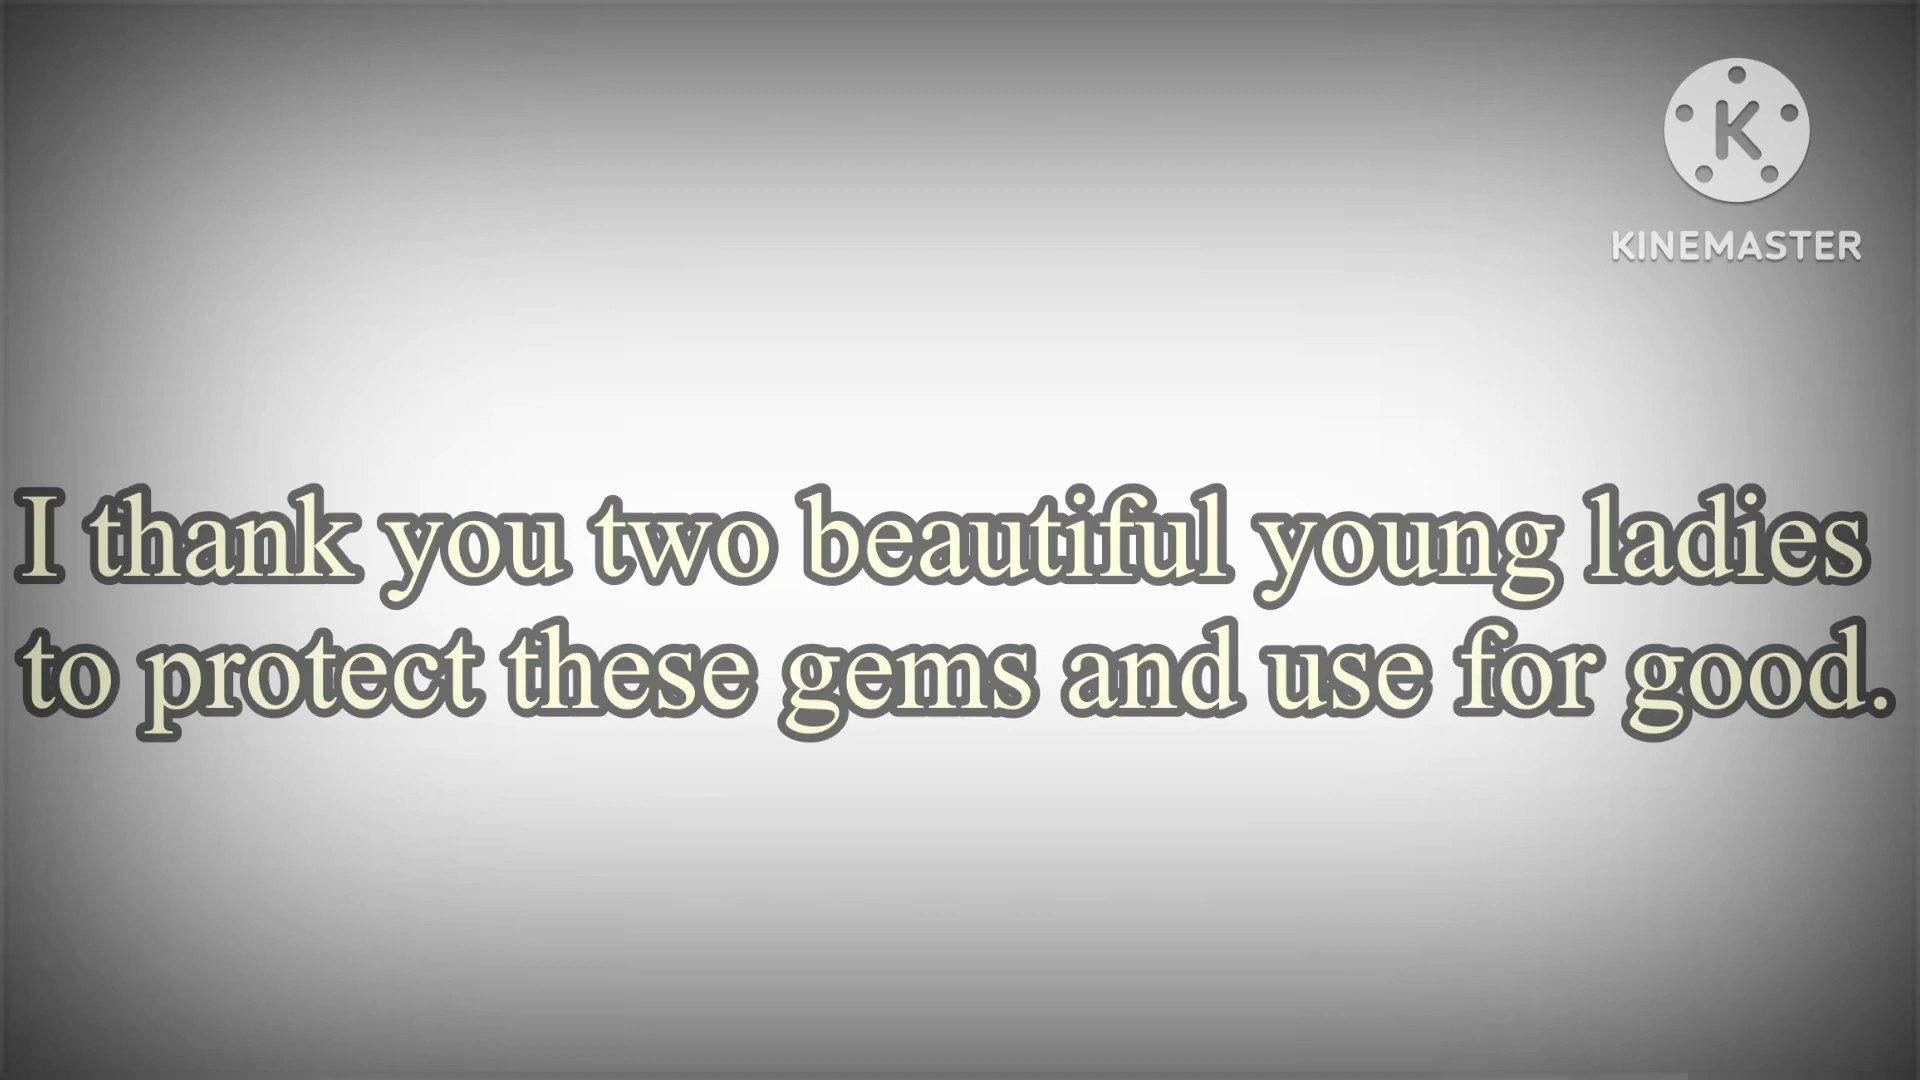 K
KINEMASTER
I thank you two beautiful young ladies
to protect these gems and use for good.